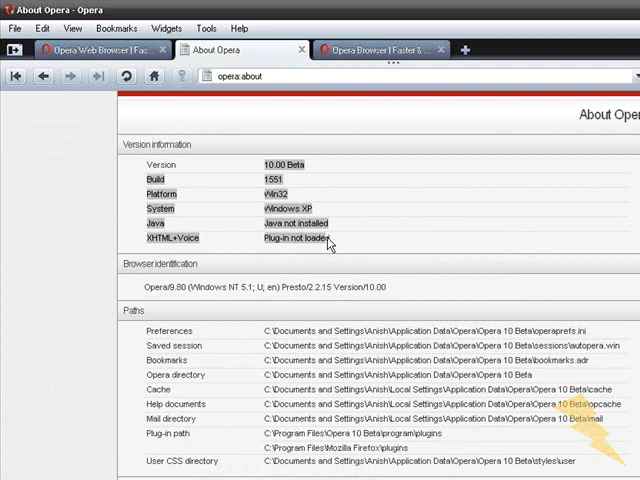 About Opera - Opera
File Edit View Bookmarks Widgets Tools Help
Opera Web Browser | Fas... About Opera Opera Browser | Faster & ...
opera:about
About Oper
Version information
Version 10.00 Beta
Build 1551
Platform Win32
System Windows XP
Java Java not installed
XHTML+Voice Plug-in not loaded
Browser identification
Opera/9.80 (Windows NT 5.1; U; en) Presto/2.2.15 Version/10.00
Paths
Preferences C:\Documents and Settings\Anish\Application Data\Opera\Opera 10 Beta\operaprefs.ini
Saved session C:\Documents and Settings\Anish\Application Data\Opera\Opera 10 Beta\sessions\autopera.win
Bookmarks C:\Documents and Settings\Anish\Application Data\Opera\Opera 10 Beta\bookmarks.adr
Opera directory C:\Documents and Settings\Anish\Application Data\Opera\Opera 10 Beta
Cache C:\Documents and Settings\Anish\Local Settings\Application Data\Opera\Opera 10 Beta\cache
Help documents C:\Documents and Settings\Anish\Local Settings\Application Data\Opera\Opera 10 Beta\opcache
Mail directory C:\Documents and Settings\Anish\Local Settings\Application Data\Opera\Opera 10 Beta\mail
Plug-in path C:\Program Files\Opera 10 Beta\program\plugins
C:\Program Files\Mozilla Firefox\plugins
User CSS directory C:\Documents and Settings\Anish\Application Data\Opera\Opera 10 Beta\styles\user